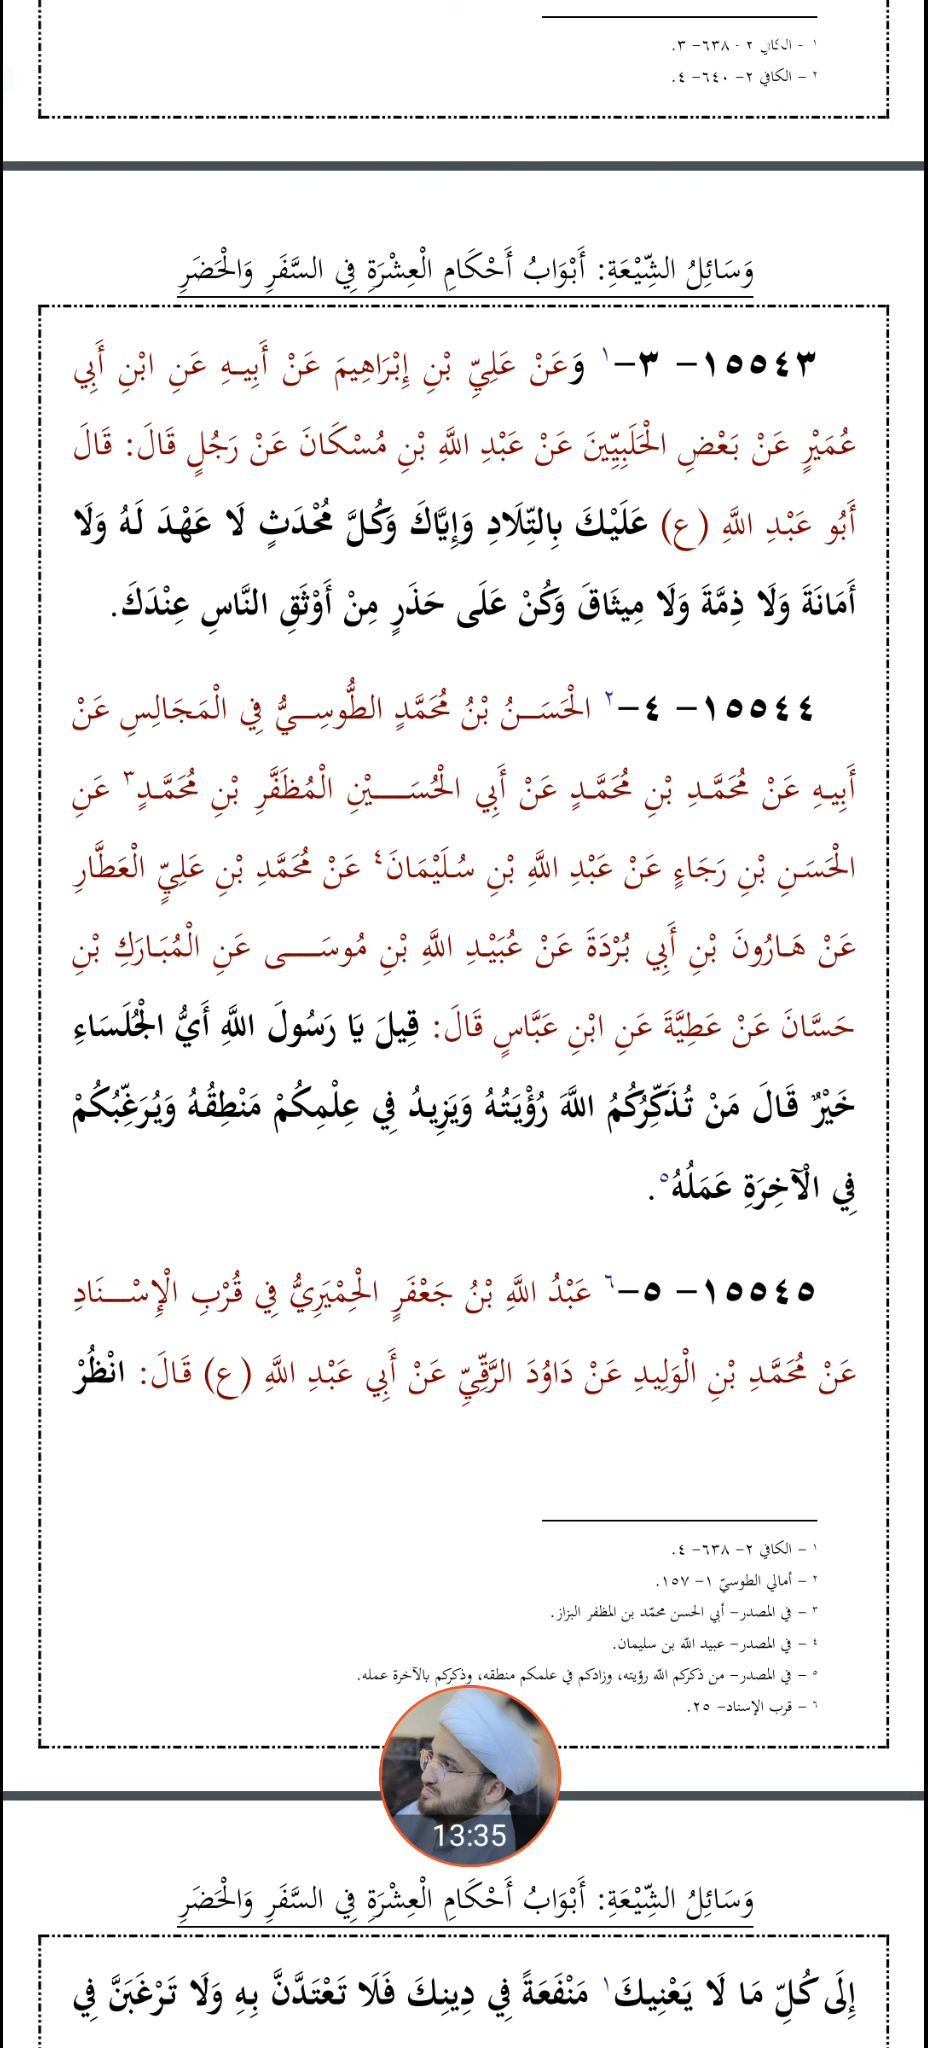 ١ - الكافي ٢ - ٦٣٨- ٣.
٢ - الكافي ٢- ٦٤٠- ٤.
وَسَائِلُ الشِّيْعَةِ: أَبْوَابُ أَحْكَامِ الْعِشْرَةِ فِي السَّفَرِ وَالْحَضَرِ
١٥٥٤٣- ٣-١ وَعَنْ عَلِيِّ بْنِ إِبْرَاهِيمَ عَنْ أَبِيهِ عَنِ ابْنِ أَبِي
عُمَيْرٍ عَنْ بَعْضِ الْحَلَبِيِّينَ عَنْ عَبْدِ اللَّهِ بْنِ مُسْكَانَ عَنْ رَجُلٍ قَالَ: قَالَ
أَبُو عَبْدِ اللَّهِ (ع) عَلَيْكَ بِالتِّلَادِ وَإِيَّاكَ وَكُلَّ مُحْدَثٍ لَا عَهْدَ لَهُ وَلَا
أَمَانَةَ وَلَا ذِمَّةَ وَلَا مِيثَاقَ وَكُنْ عَلَى حَذَرٍ مِنْ أَوْثَقِ النَّاسِ عِنْدَكَ.
١٥٥٤٤- ٤-٢ الْحَسَنُ بْنُ مُحَمَّدٍ الطُّوسِيُّ فِي الْمَجَالِسِ عَنْ
أَبِيهِ عَنْ مُحَمَّدِ بْنِ مُحَمَّدٍ عَنْ أَبِي الْحُسَيْنِ الْمُظَفَّرِ بْنِ مُحَمَّدٍ٣ عَنِ
الْحَسَنِ بْنِ رَجَاءٍ عَنْ عَبْدِ اللَّهِ بْنِ سُلَيْمَانَ٤ عَنْ مُحَمَّدِ بْنِ عَلِيٍّ الْعَطَّارِ
عَنْ هَارُونَ بْنِ أَبِي بُرْدَةَ عَنْ عُبَيْدِ اللَّهِ بْنِ مُوسَى عَنِ الْمُبَارَكِ بْنِ
حَسَّانَ عَنْ عَطِيَّةَ عَنِ ابْنِ عَبَّاسٍ قَالَ: قِيلَ يَا رَسُولَ اللَّهِ أَيُّ الْجُلَسَاءِ
خَيْرٌ قَالَ مَنْ تُذَكِّرُكُمُ اللَّهَ رُؤْيَتُهُ وَيَزِيدُ فِي عِلْمِكُمْ مَنْطِقُهُ وَيُرَغِّبُكُمْ
فِي الْآخِرَةِ عَمَلُهُ٥.
١٥٥٤٥- ٥-٦ عَبْدُ اللَّهِ بْنُ جَعْفَرٍ الْحِمْيَرِيُّ فِي قُرْبِ الْإِسْنَادِ
عَنْ مُحَمَّدِ بْنِ الْوَلِيدِ عَنْ دَاوُدَ الرَّقِّيِّ عَنْ أَبِي عَبْدِ اللَّهِ (ع) قَالَ: انْظُرْ
١ - الكافي ٢- ٦٣٨- ٤.
٢ - أمالي الطوسيّ ١- ١٥٧.
٣ - في المصدر- أبي الحسن محمّد بن المظفر البزاز.
٤ - في المصدر- عبيد اللّه بن سليمان.
٥ - في المصدر- من ذكركم اللّه رؤيته، وزادكم في علمكم منطقه، وذكركم بالآخرة عمله.
٦ - قرب الإسناد- ٢٥.
13:35
وَسَائِلُ الشِّيْعَةِ: أَبْوَابُ أَحْكَامِ الْعِشْرَةِ فِي السَّفَرِ وَالْحَضَرِ
إِلَى كُلِّ مَا لَا يَعْنِيكَ١ مَنْفَعَةً فِي دِينِكَ فَلَا تَعْتَدَّنَّ بِهِ وَلَا تَرْغَبَنَّ فِي